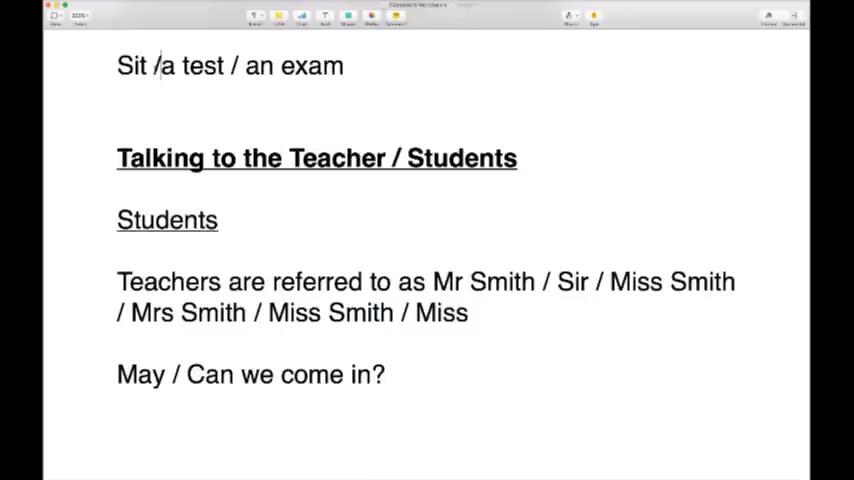 Sit /a test / an exam
Talking to the Teacher / Students
Students
Teachers are referred to as Mr Smith / Sir / Miss Smith
/ Mrs Smith / Miss Smith / Miss
May / Can we come in?